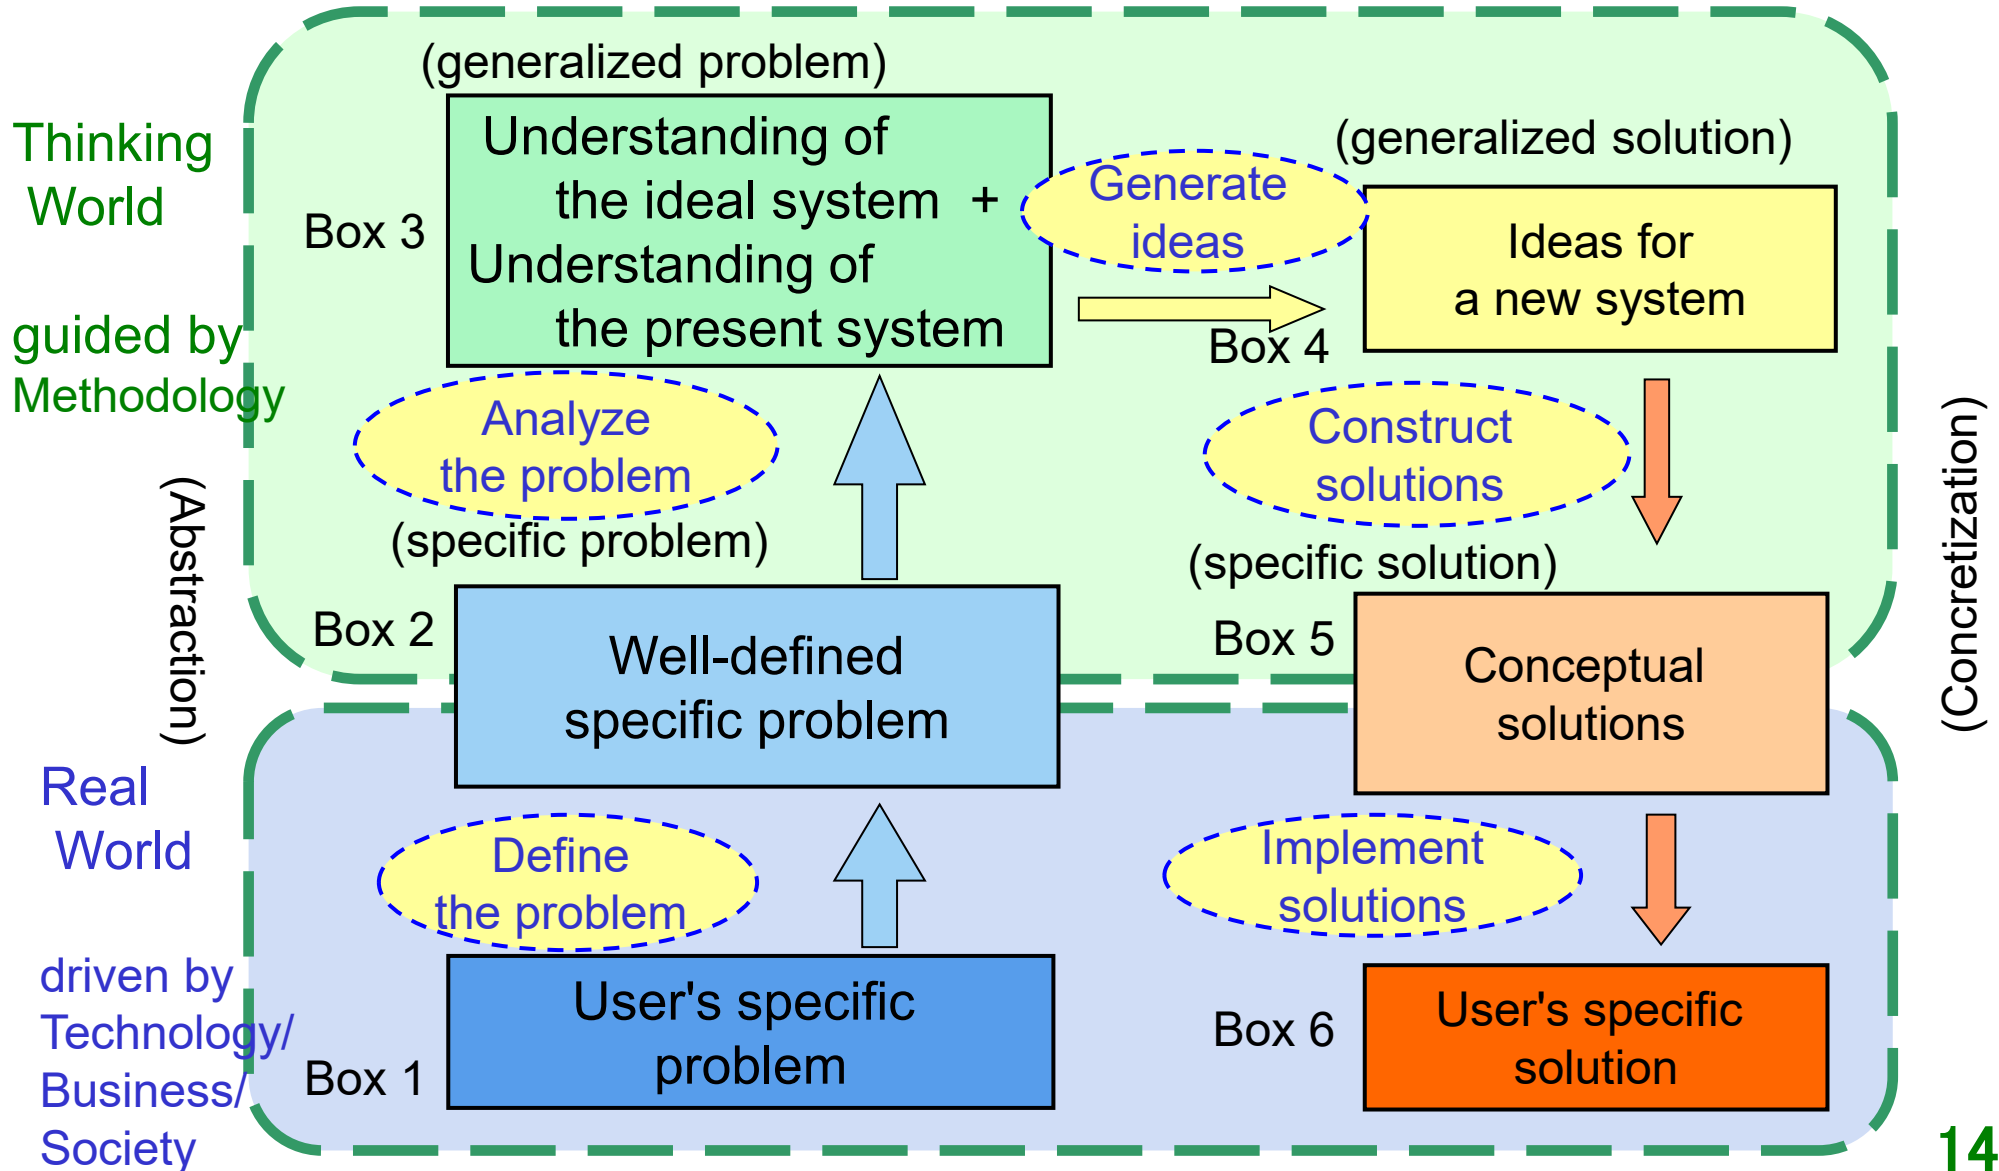 (generalized problem)
Thinking
World
guided by
Methodology
Box 3
Understanding of
the ideal system +
Understanding of
the present system
Generate
ideas
(generalized solution)
Ideas for
a new system
Box 4
Analyze
the problem
(specific problem)
Construct
solutions
(specific solution)
(Abstraction)
(Concretization)
Box 2
Well-defined
specific problem
Box 5
Conceptual
solutions
Real
World
driven by
Technology/
Business/
Society
Define
the problem
Implement
solutions
Box 1
User's specific
problem
Box 6
User's specific
solution
14